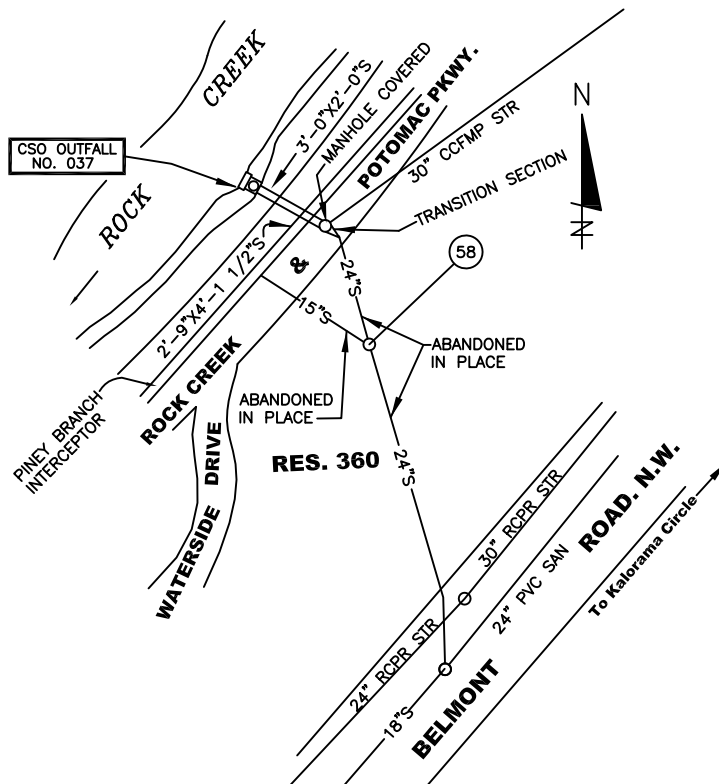 CREEK
3'-0"X2'-0"S
MANHOLE COVERED
POTOMAC PKWY.
30" CCFMP STR
N
CSO OUTFALL
NO. 037
TRANSITION SECTION
ROCK
58
&
24"S
2'-9"X4'-1 1/2"S
15"S
ABANDONED
IN PLACE
ROCK CREEK
ABANDONED
IN PLACE
PINEY BRANCH
INTERCEPTOR
WATERSIDE DRIVE
RES. 360
24"S
30" RCPR STR
ROAD. N.W.
24" PVC SAN
To Kalorama Circle
24" RCPR STR
18"S
BELMONT